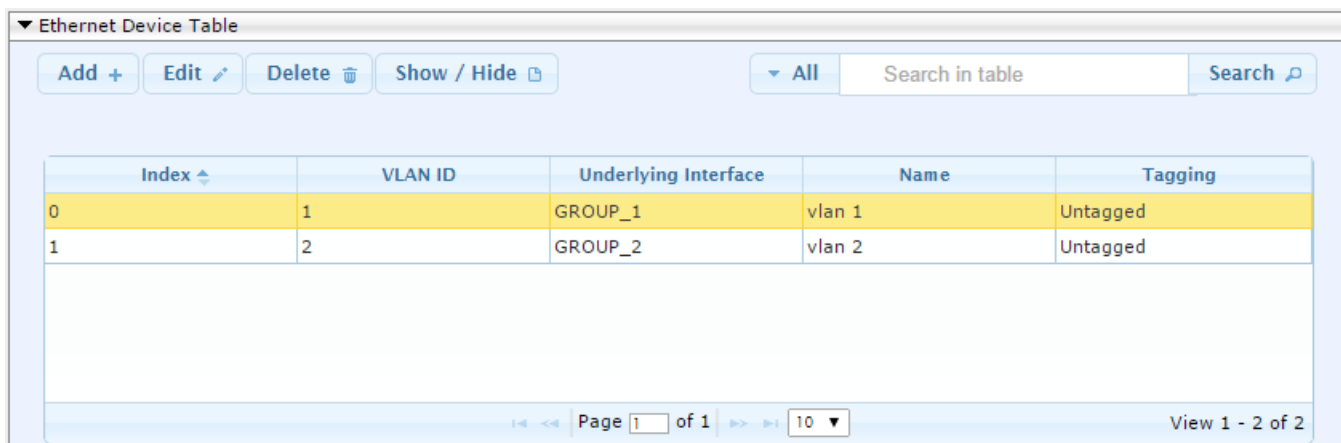 Ethernet Device Table
Add + Edit Delete Show / Hide All Search in table Search
Index VLAN ID Underlying Interface Name Tagging
0 1 GROUP_1 vlan 1 Untagged
1 2 GROUP_2 vlan 2 Untagged
Page 1 of 1 10 View 1 - 2 of 2